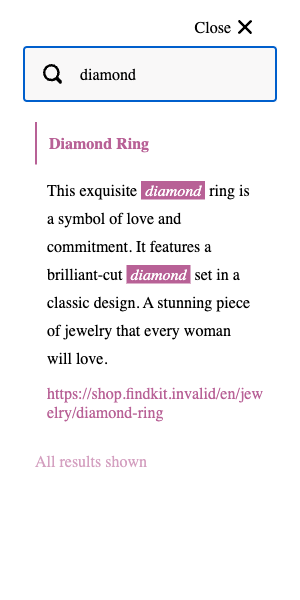 Close
diamond
Diamond Ring
This exquisite diamond ring is
a symbol of love and
commitment. It features a
brilliant-cut diamond set in a
classic design. A stunning piece
of jewelry that every woman
will love.
https://shop.findkit.invalid/en/jew
elry/diamond-ring
All results shown